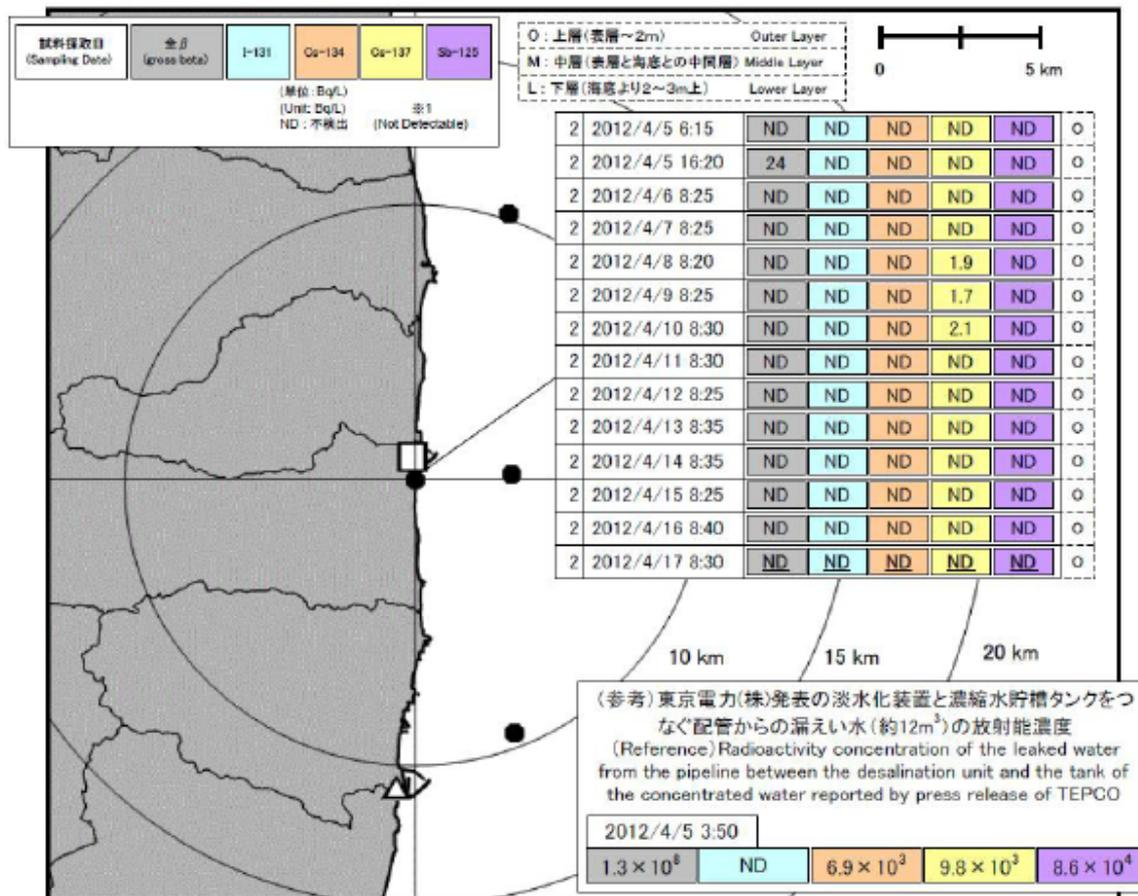 試料採取日
(Sampling Date)
全β
(gross beta)
I-131
Cs-134
Cs-137
Sb-125
(単位:Bq/L)
(Unit: Bq/L)
ND:不検出
※1
(Not Detectable)
O:上層(表層~2m) Outer Layer
M:中層(表層と海底との中間層) Middle Layer
L:下層(海底より2~3m上) Lower Layer
0 5 km
2 2012/4/5 6:15 ND ND ND ND ND O
2 2012/4/5 16:20 24 ND ND ND ND O
2 2012/4/6 8:25 ND ND ND ND ND O
2 2012/4/7 8:25 ND ND ND ND ND O
2 2012/4/8 8:20 ND ND ND 1.9 ND O
2 2012/4/9 8:25 ND ND ND 1.7 ND O
2 2012/4/10 8:30 ND ND ND 2.1 ND O
2 2012/4/11 8:30 ND ND ND ND ND O
2 2012/4/12 8:25 ND ND ND ND ND O
2 2012/4/13 8:35 ND ND ND ND ND O
2 2012/4/14 8:35 ND ND ND ND ND O
2 2012/4/15 8:25 ND ND ND ND ND O
2 2012/4/16 8:40 ND ND ND ND ND O
2 2012/4/17 8:30 ND ND ND ND ND O
10 km 15 km 20 km
(参考)東京電力(株)発表の淡水化装置と濃縮水貯槽タンクをつ
なぐ配管からの漏えい水(約12m³)の放射能濃度
(Reference)Radioactivity concentration of the leaked water
from the pipeline between the desalination unit and the tank of
the concentrated water reported by press release of TEPCO
2012/4/5 3:50
1.3×10⁸ ND 6.9×10³ 9.8×10³ 8.6×10⁴